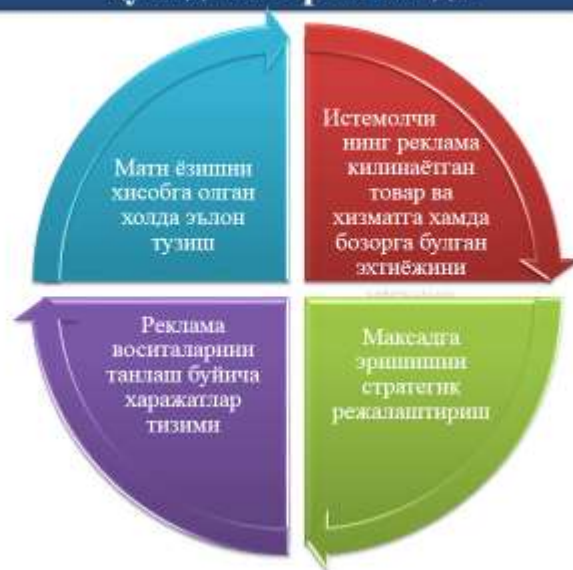 Матн ёзишни
хисобга олган
холда эълон
тузиш
Истемолчи
нинг реклама
килинаётган
товар ва
хизматга хамда
бозорга булган
эхтиёжини
Реклама
воситаларини
танлаш буйича
харажатлар
тизими
Максадга
эришишни
стратегик
режалаштириш